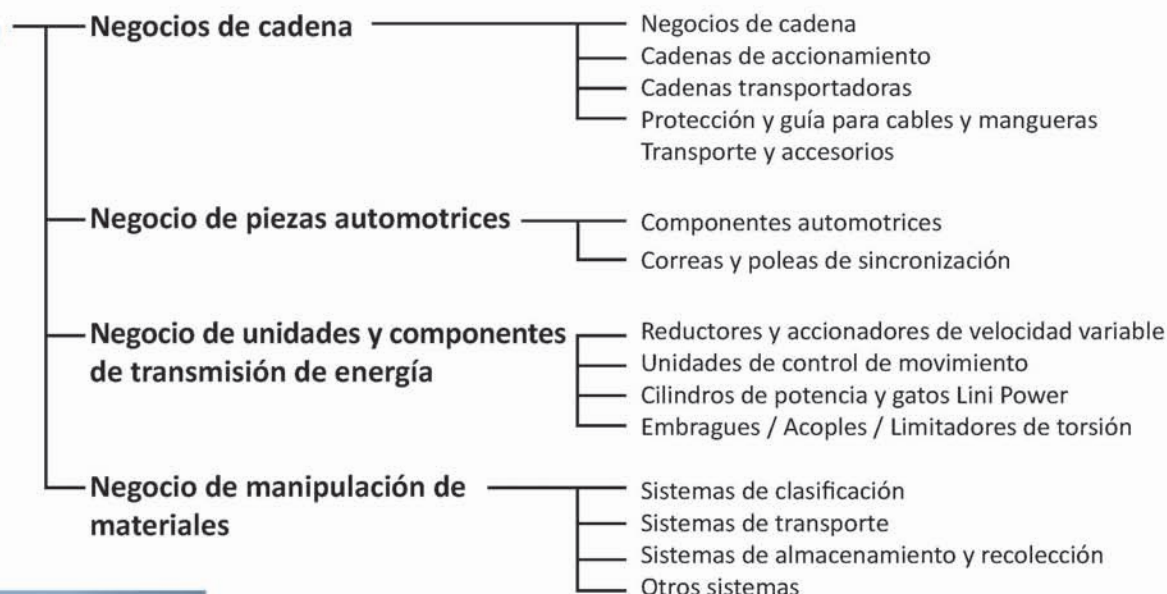 Negocios de cadena
Negocios de cadena
Cadenas de accionamiento
Cadenas transportadoras
Protección y guía para cables y mangueras
Transporte y accesorios
Negocio de piezas automotrices
Componentes automotrices
Correas y poleas de sincronización
Negocio de unidades y componentes
de transmisión de energía
Reductores y accionadores de velocidad variable
Unidades de control de movimiento
Cilindros de potencia y gatos Lini Power
Embragues / Acoples / Limitadores de torsión
Negocio de manipulación de
materiales
Sistemas de clasificación
Sistemas de transporte
Sistemas de almacenamiento y recolección
Otros sistemas